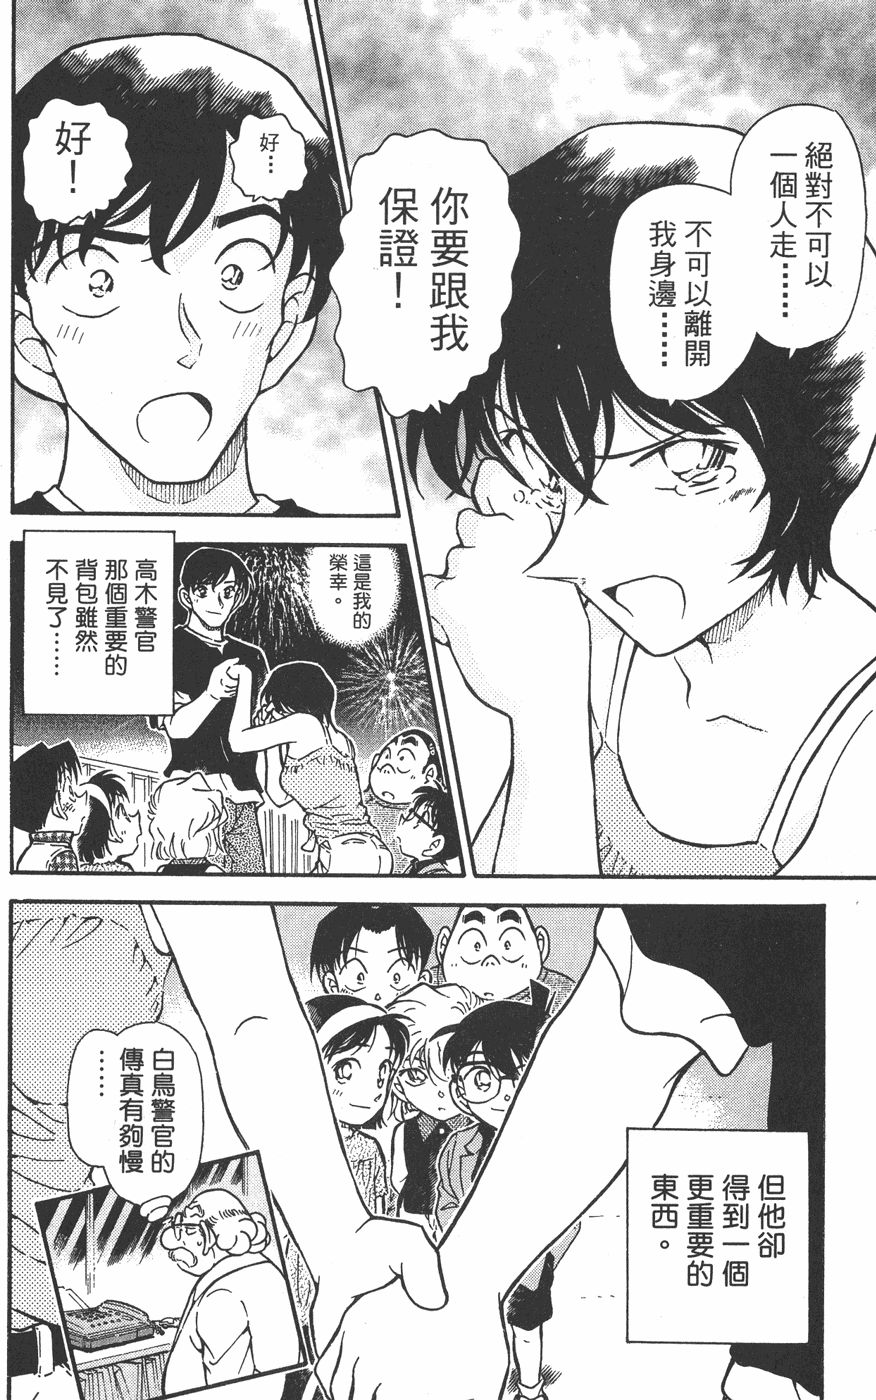 絕對不可以
一個人走……
不可以離開
我身邊……
你要跟我
保證！
好…
好！
這是我的
榮幸。
高木警官
那個重要的
背包雖然
不見了……
但他卻
得到一個
更重要的
東西。
白鳥警官的
傳真有夠慢
……